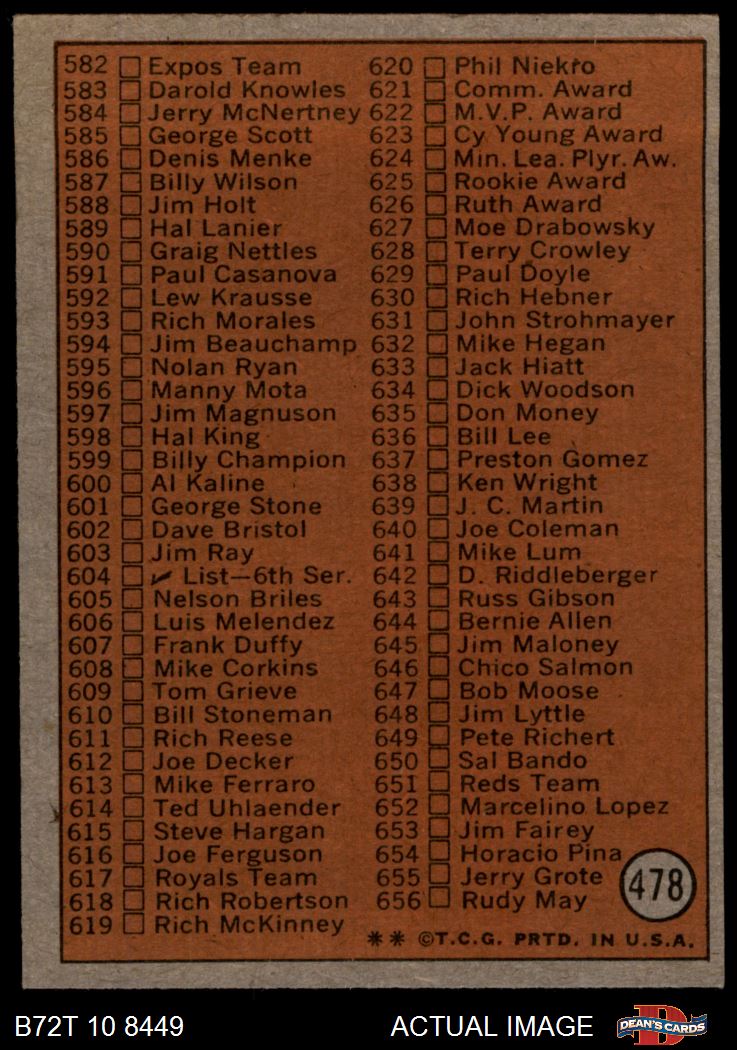 582 Expos Team
583 Darold Knowles
584 Jerry McNertney
585 George Scott
586 Denis Menke
587 Billy Wilson
588 Jim Holt
589 Hal Lanier
590 Graig Nettles
591 Paul Casanova
592 Lew Krausse
593 Rich Morales
594 Jim Beauchamp
595 Nolan Ryan
596 Manny Mota
597 Jim Magnuson
598 Hal King
599 Billy Champion
600 Al Kaline
601 George Stone
602 Dave Bristol
603 Jim Ray
604 ✓ List—6th Ser.
605 Nelson Briles
606 Luis Melendez
607 Frank Duffy
608 Mike Corkins
609 Tom Grieve
610 Bill Stoneman
611 Rich Reese
612 Joe Decker
613 Mike Ferraro
614 Ted Uhlaender
615 Steve Hargan
616 Joe Ferguson
617 Royals Team
618 Rich Robertson
619 Rich McKinney
620 Phil Niekro
621 Comm. Award
622 M.V.P. Award
623 Cy Young Award
624 Min. Lea. Plyr. Aw.
625 Rookie Award
626 Ruth Award
627 Moe Drabowsky
628 Terry Crowley
629 Paul Doyle
630 Rich Hebner
631 John Strohmayer
632 Mike Hegan
633 Jack Hiatt
634 Dick Woodson
635 Don Money
636 Bill Lee
637 Preston Gomez
638 Ken Wright
639 J. C. Martin
640 Joe Coleman
641 Mike Lum
642 D. Riddleberger
643 Russ Gibson
644 Bernie Allen
645 Jim Maloney
646 Chico Salmon
647 Bob Moose
648 Jim Lyttle
649 Pete Richert
650 Sal Bando
651 Reds Team
652 Marcelino Lopez
653 Jim Fairey
654 Horacio Pina
655 Jerry Grote
656 Rudy May
478
** ©T.C.G. PRTD. IN U.S.A.
B72T 10 8449
ACTUAL IMAGE
DEAN'S CARDS